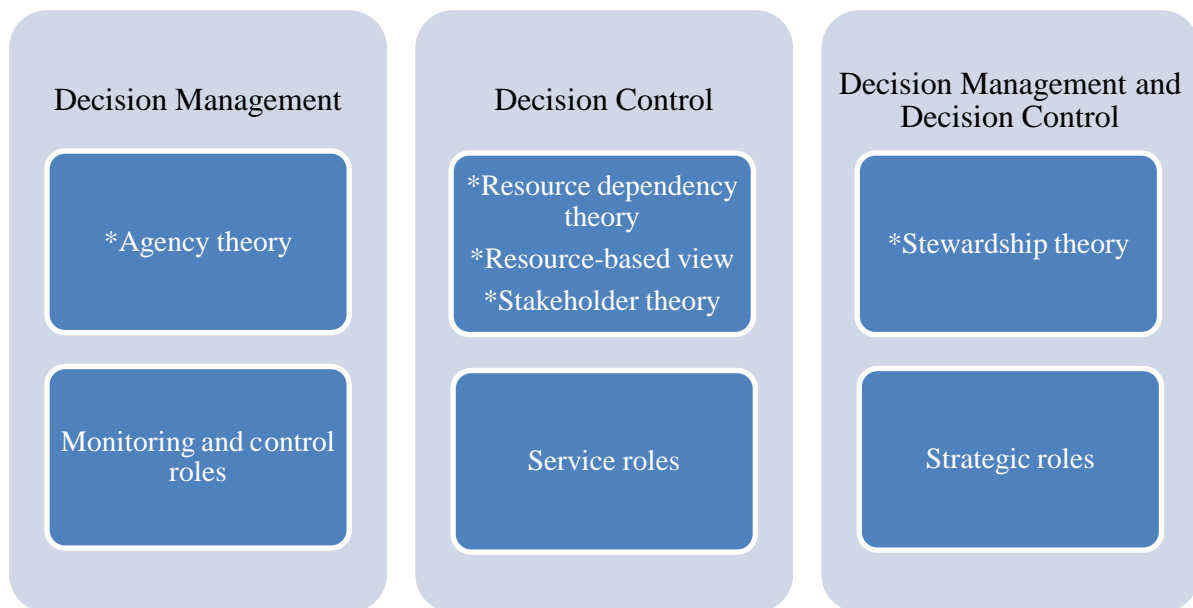 Decision Management
*Agency theory
Monitoring and control
roles
Decision Control
*Resource dependency
theory
*Resource-based view
*Stakeholder theory
Service roles
Decision Management and
Decision Control
*Stewardship theory
Strategic roles